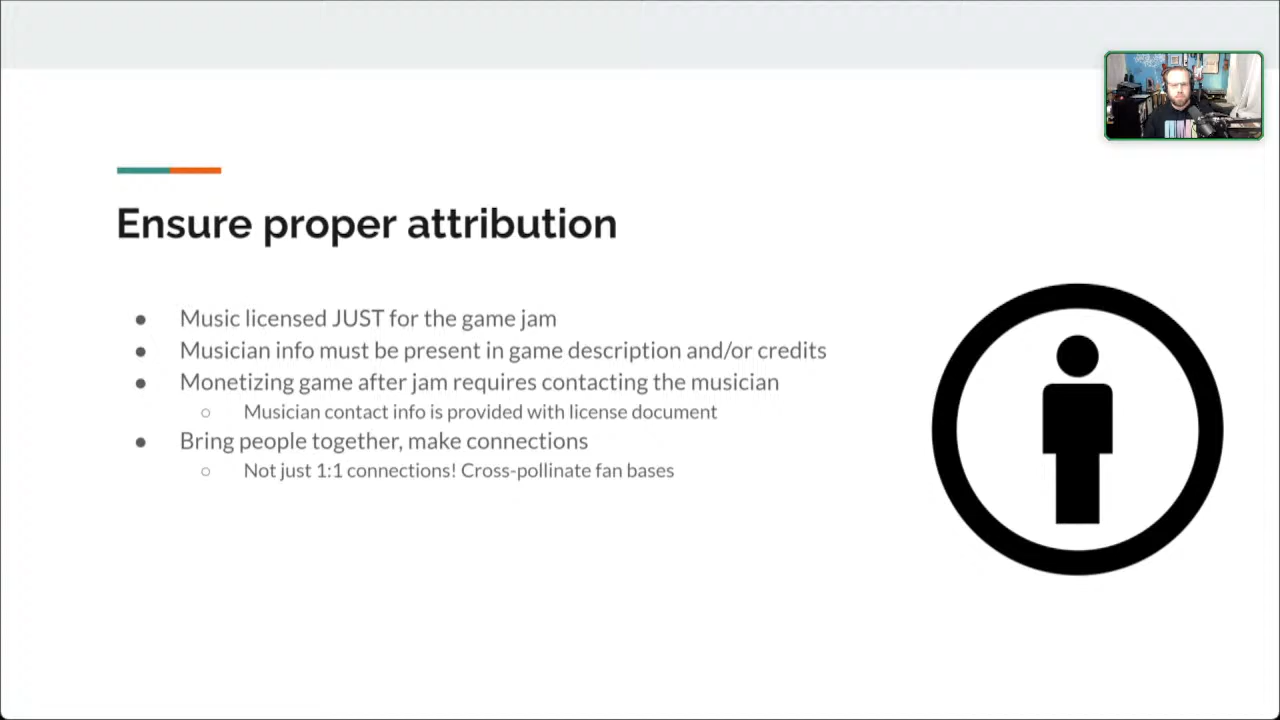 Ensure proper attribution
● Music licensed JUST for the game jam
● Musician info must be present in game description and/or credits
● Monetizing game after jam requires contacting the musician
○ Musician contact info is provided with license document
● Bring people together, make connections
○ Not just 1:1 connections! Cross-pollinate fan bases